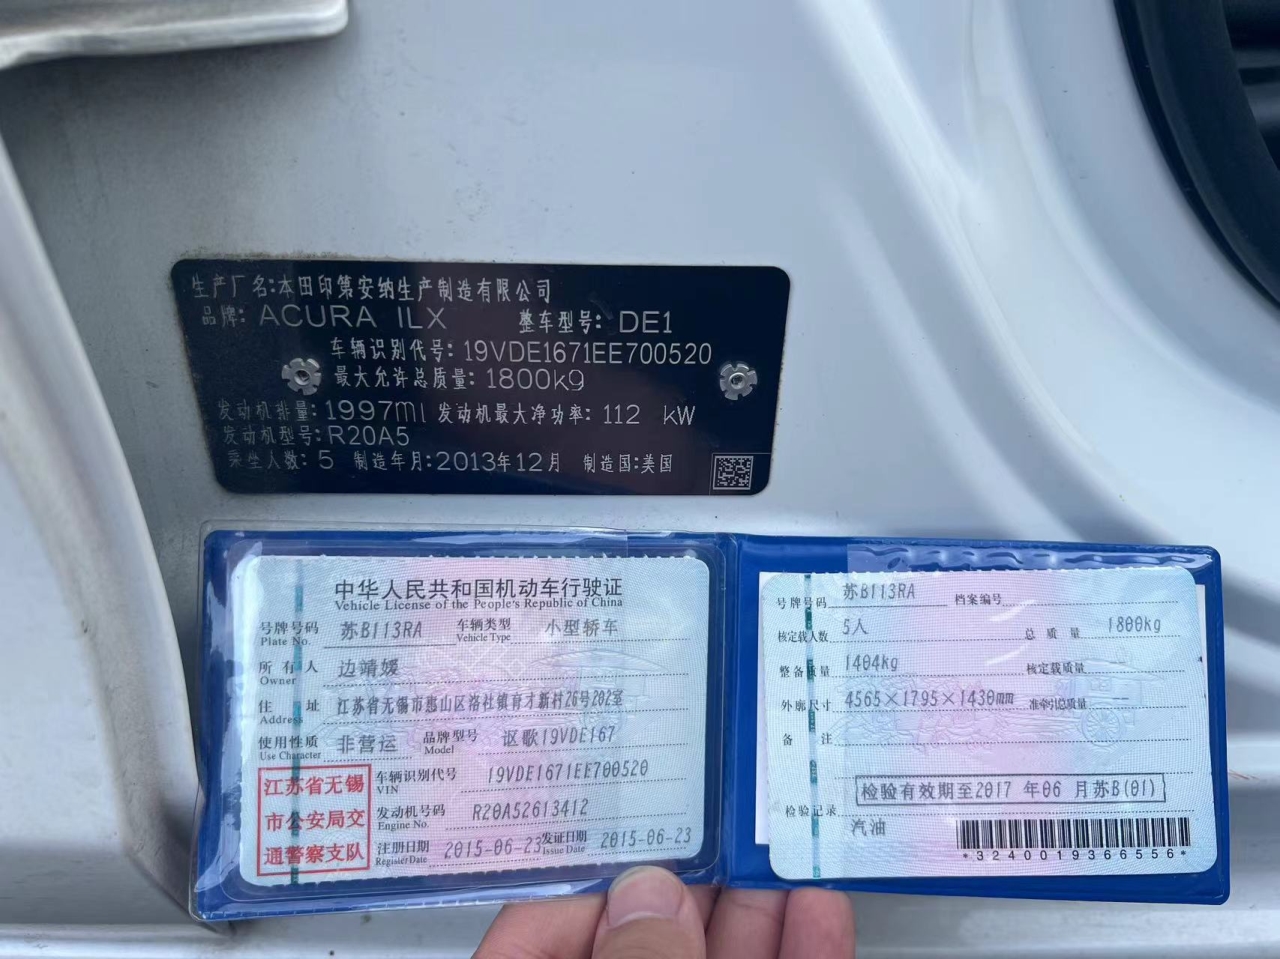 生产厂名:本田印第安纳生产制造有限公司
品牌: ACURA ILX 整车型号: DE1
车辆识别代号: 19VDE1671EE700520
最大允许总质量: 1800kg
发动机排量: 1997ml 发动机最大净功率: 112 kW
发动机型号: R20A5
乘坐人数: 5 制造年月: 2013年12月 制造国:美国
中华人民共和国机动车行驶证
Vehicle License of the People's Republic of China
号牌号码 苏B113RA 车辆类型 小型轿车
Plate No. Vehicle Type
所有人 边靖媛
Owner
住址 江苏省无锡市惠山区洛社镇育才新村26号202室
Address
使用性质 非营运 品牌型号 讴歌19VDE167
Use Character Model
江苏省无锡
市公安局交
通警察支队
车辆识别代号 19VDE1671EE700520
VIN
发动机号码 R20A52613412
Engine No.
注册日期 2015-06-23 发证日期 2015-06-23
Register Date Issue Date
号牌号码 苏B113RA 档案编号
核定载人数 5人 总质量 1800kg
整备质量 1404kg 核定载质量
外廓尺寸 4565×1795×1430mm 准牵引总质量 —
备注
检验记录 检验有效期至2017年06月苏B(01)
汽油
*3240019366556*